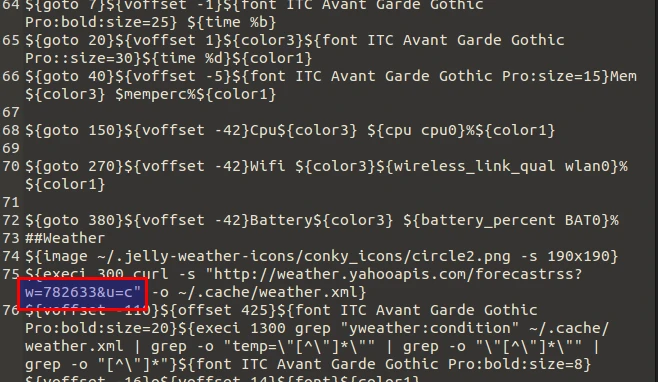 64 ${goto 7}${voffset -1}${font ITC Avant Garde Gothic
Pro:bold:size=25} ${time %b}
65 ${goto 20}${voffset 1}${color3}${font ITC Avant Garde Gothic
Pro::size=30}${time %d}${color1}
66 ${goto 40}${voffset -5}${font ITC Avant Garde Gothic Pro:size=15}Mem
${color3} $memperc%${color1}
67
68 ${goto 150}${voffset -42}Cpu${color3} ${cpu cpu0}%${color1}
69
70 ${goto 270}${voffset -42}Wifi ${color3}${wireless_link_qual wlan0}%
${color1}
71
72 ${goto 380}${voffset -42}Battery${color3} ${battery_percent BAT0}%
73 ##Weather
74 ${image ~/.jelly-weather-icons/conky_icons/circle2.png -s 190x190}
75 ${execi 300 curl -s "http://weather.yahooapis.com/forecastrss?
w=782633&u=c" -o ~/.cache/weather.xml}
76 ${voffset -110}${offset 425}${font ITC Avant Garde Gothic
Pro:bold:size=20}${execi 1300 grep "yweather:condition" ~/.cache/
weather.xml | grep -o "temp=\"[^\"]*\"" | grep -o "\"[^\"]*\"" |
grep -o "[^\"]*"}${font ITC Avant Garde Gothic Pro:bold:size=8}
${voffset -16}o${voffset 14}${font}${color1}